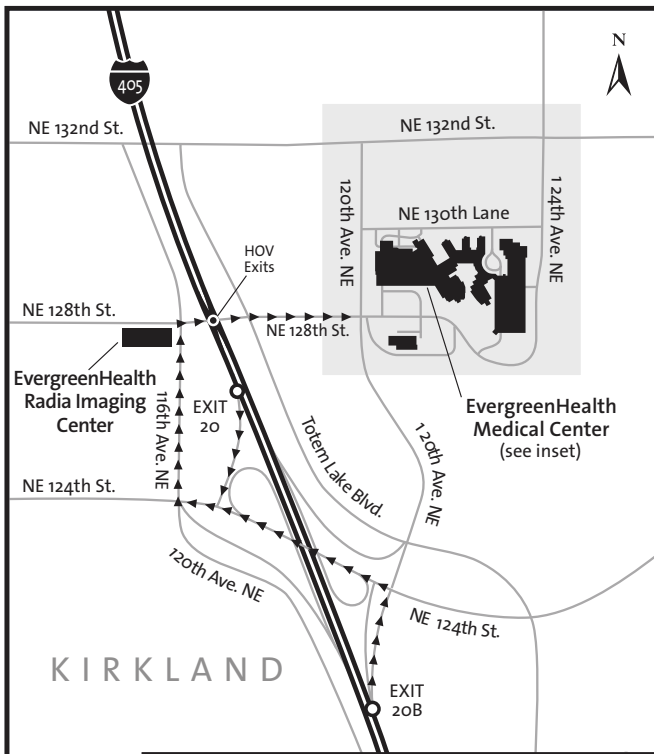 405
N
NE 132nd St.
NE 132nd St.
120th Ave. NE
124th Ave. NE
NE 130th Lane
HOV
Exits
NE 128th St.
NE 128th St.
EvergreenHealth
Radia Imaging
Center
116th Ave. NE
EXIT
20
EvergreenHealth
Medical Center
(see inset)
Totem Lake Blvd.
120th Ave. NE
NE 124th St.
120th Ave. NE
NE 124th St.
KIRKLAND
EXIT
20B